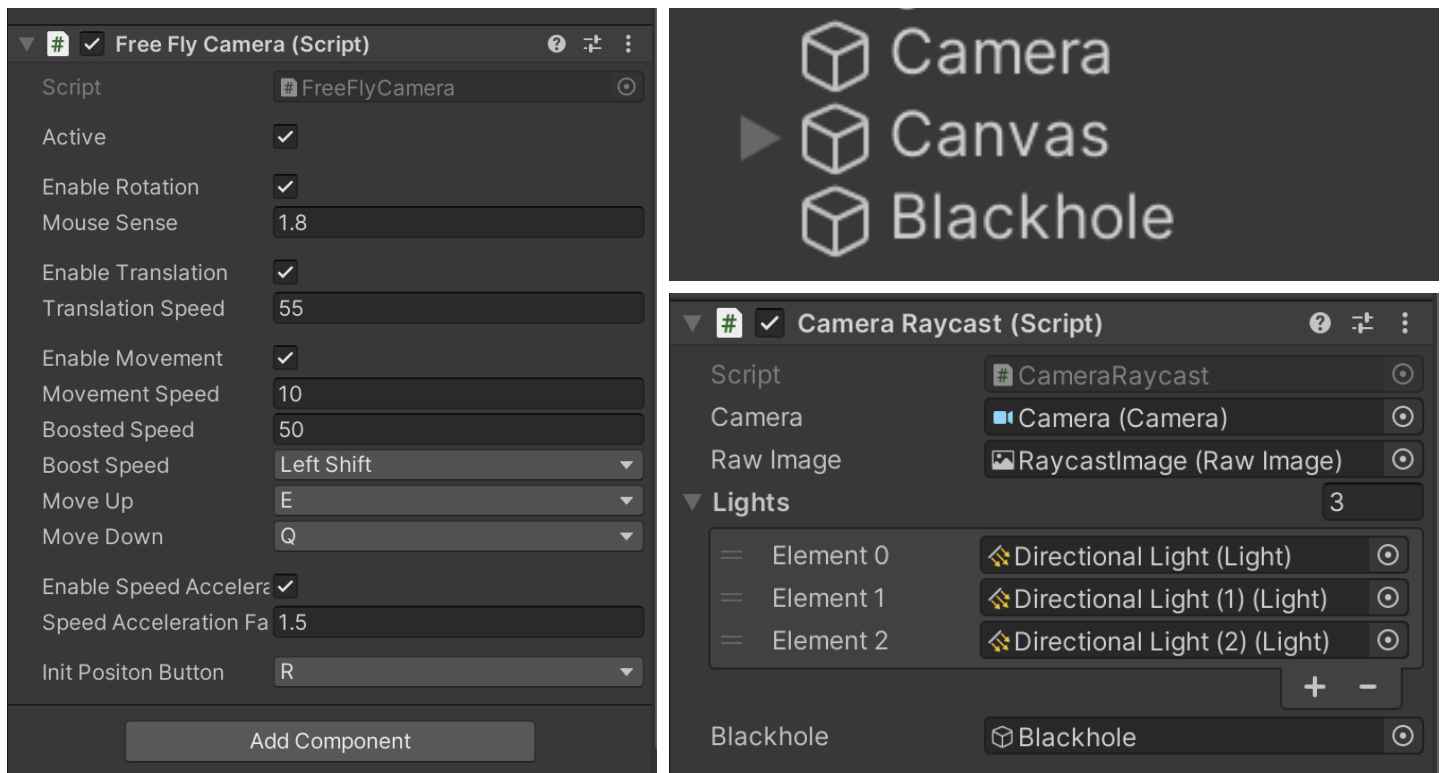 Free Fly Camera (Script)
Script FreeFlyCamera
Active
Enable Rotation
Mouse Sense 1.8
Enable Translation
Translation Speed 55
Enable Movement
Movement Speed 10
Boosted Speed 50
Boost Speed Left Shift
Move Up E
Move Down Q
Enable Speed Accelera
Speed Acceleration Fa 1.5
Init Positon Button R
Add Component
Camera
Canvas
Blackhole
Camera Raycast (Script)
Script CameraRaycast
Camera Camera (Camera)
Raw Image RaycastImage (Raw Image)
Lights 3
Element 0 Directional Light (Light)
Element 1 Directional Light (1) (Light)
Element 2 Directional Light (2) (Light)
+ −
Blackhole Blackhole